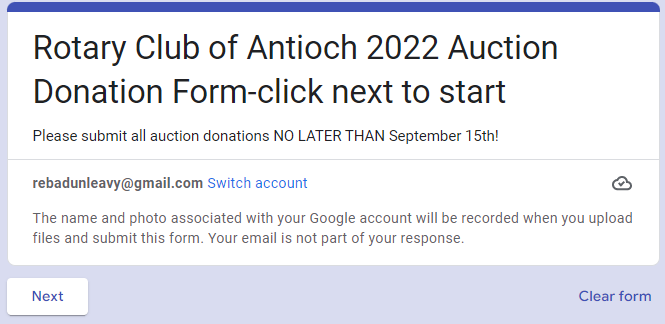 Rotary Club of Antioch 2022 Auction
Donation Form-click next to start
Please submit all auction donations NO LATER THAN September 15th!
rebadunleavy@gmail.com Switch account
The name and photo associated with your Google account will be recorded when you upload
files and submit this form. Your email is not part of your response.
Next Clear form